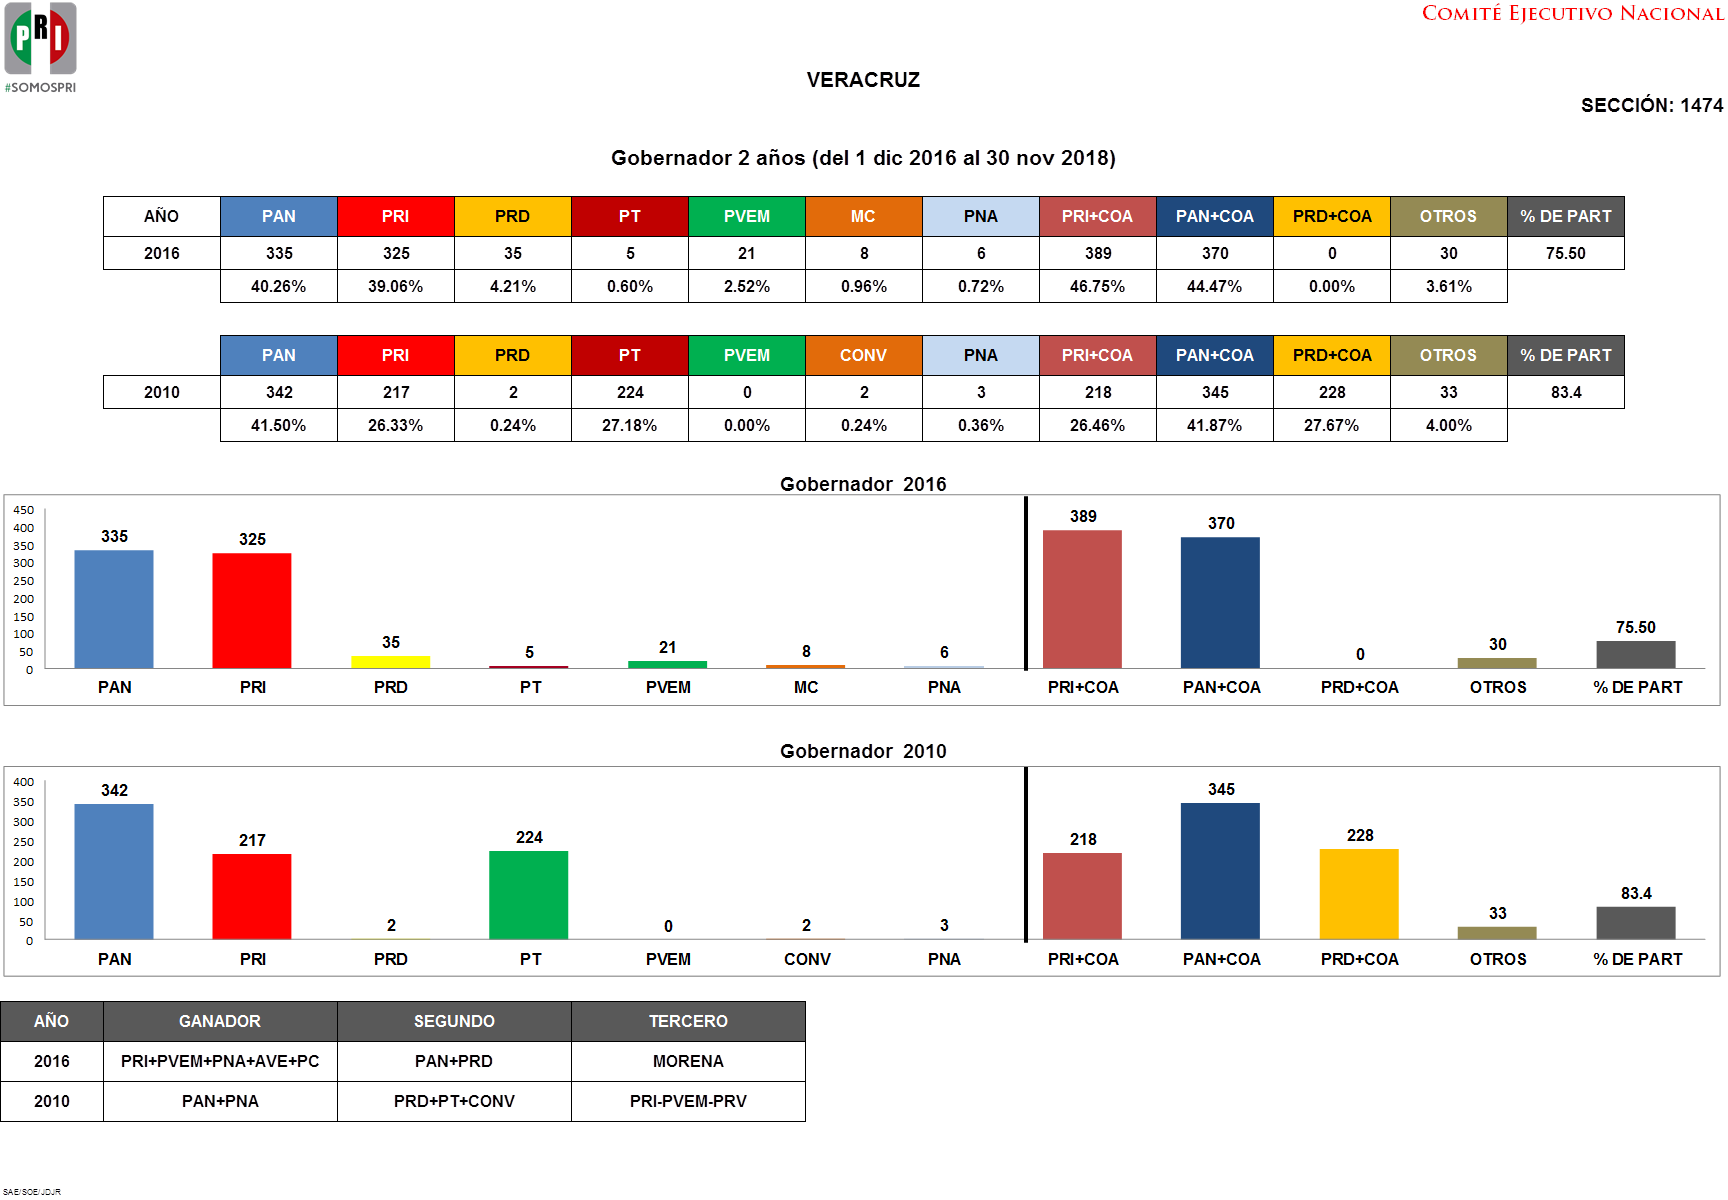 PRI
#SOMOSPRI
COMITÉ EJECUTIVO NACIONAL
VERACRUZ
SECCIÓN: 1474
Gobernador 2 años (del 1 dic 2016 al 30 nov 2018)
AÑO PAN PRI PRD PT PVEM MC PNA PRI+COA PAN+COA PRD+COA OTROS % DE PART
2016 335 325 35 5 21 8 6 389 370 0 30 75.50
40.26% 39.06% 4.21% 0.60% 2.52% 0.96% 0.72% 46.75% 44.47% 0.00% 3.61%
PAN PRI PRD PT PVEM CONV PNA PRI+COA PAN+COA PRD+COA OTROS % DE PART
2010 342 217 2 224 0 2 3 218 345 228 33 83.4
41.50% 26.33% 0.24% 27.18% 0.00% 0.24% 0.36% 26.46% 41.87% 27.67% 4.00%
Gobernador 2016
450
400
350
300
250
200
150
100
50
0
335 325 35 5 21 8 6 389 370 0 30 75.50
PAN PRI PRD PT PVEM MC PNA PRI+COA PAN+COA PRD+COA OTROS % DE PART
Gobernador 2010
400
350
300
250
200
150
100
50
0
342 217 2 224 0 2 3 218 345 228 33 83.4
PAN PRI PRD PT PVEM CONV PNA PRI+COA PAN+COA PRD+COA OTROS % DE PART
AÑO GANADOR SEGUNDO TERCERO
2016 PRI+PVEM+PNA+AVE+PC PAN+PRD MORENA
2010 PAN+PNA PRD+PT+CONV PRI-PVEM-PRV
SAE/SOE/JDJR